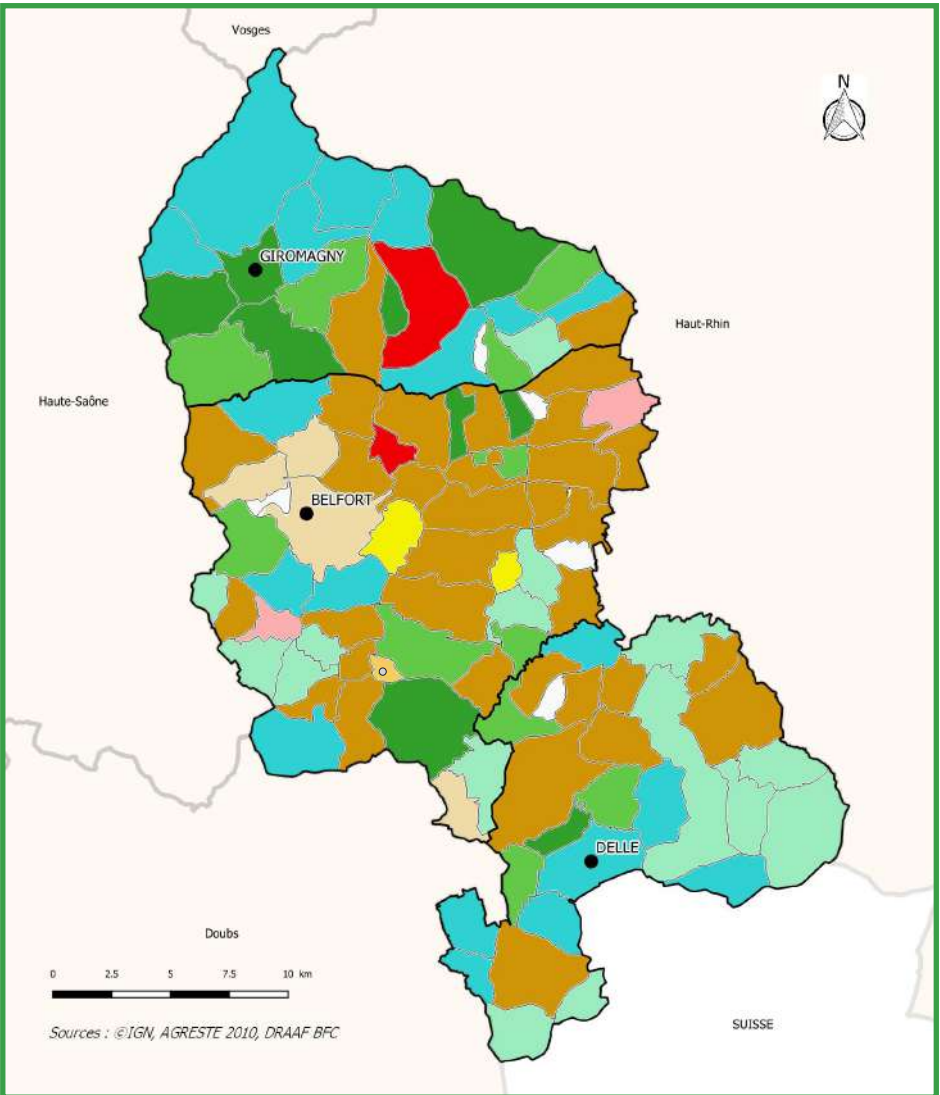 Vosges
N
GIROMAGNY
Haut-Rhin
Haute-Saône
BELFORT
DELLE
Doubs
0 2.5 5 7.5 10 km
Sources : ©IGN, AGRESTE 2010, DRAAF BFC
SUISSE